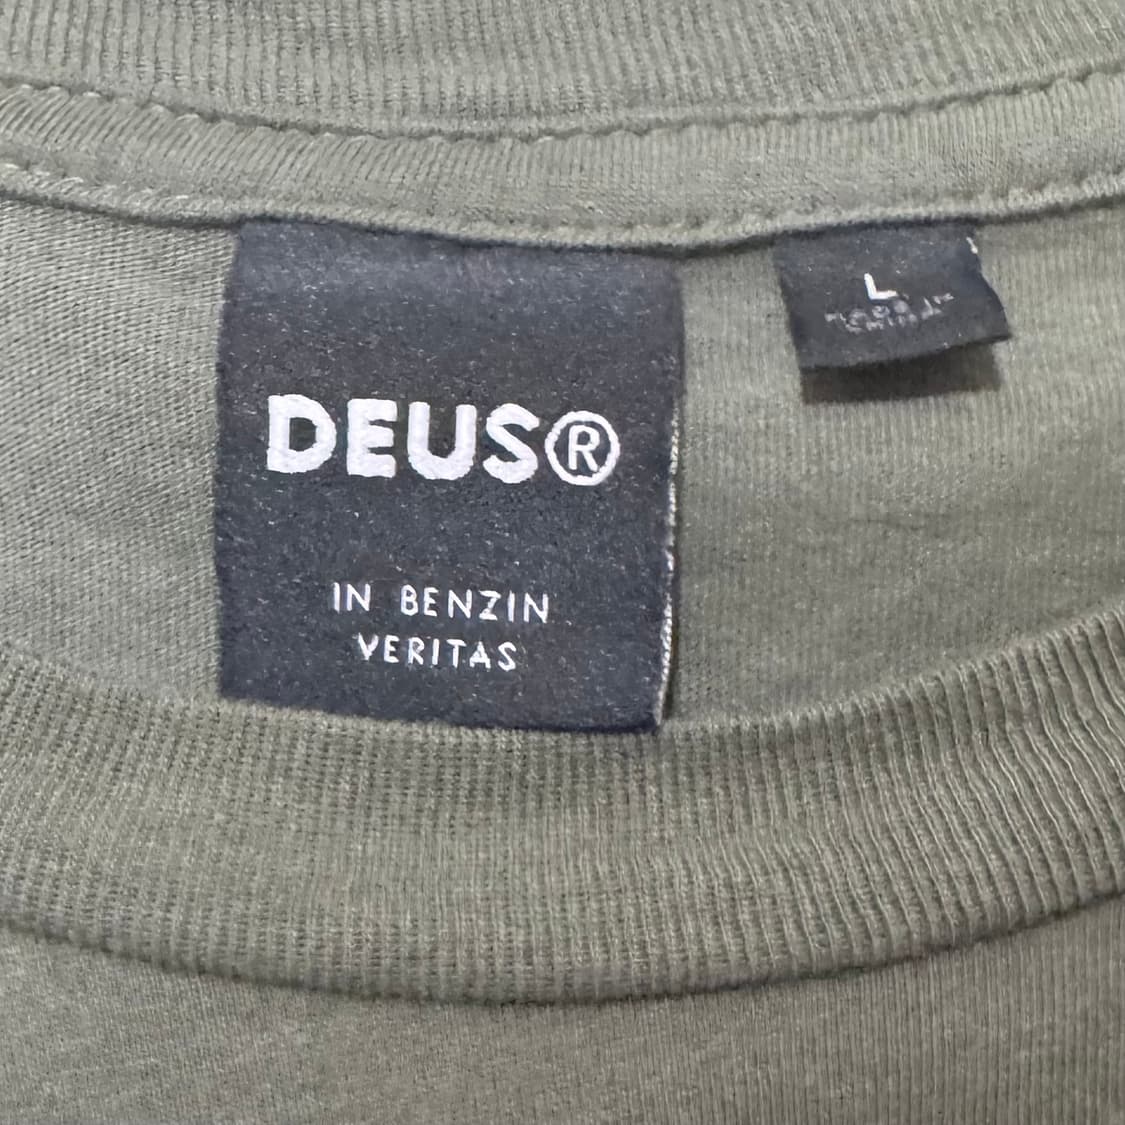 DEUS®
IN BENZIN
VERITAS
L